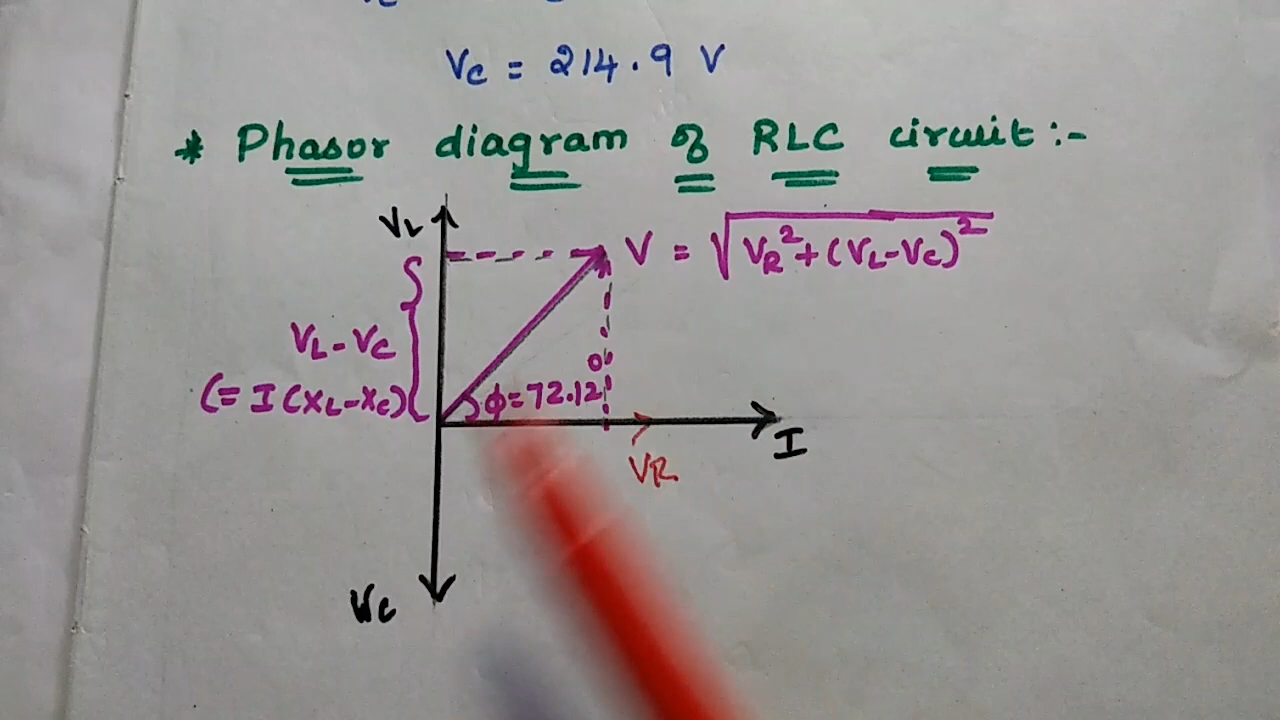 Vc = 214.9 V
* Phasor diagram of RLC circuit :-
VL
V = √VR² + (VL - Vc)²
VL - Vc
(= I (XL - Xc))
ϕ = 72.12°
I
VR
Vc